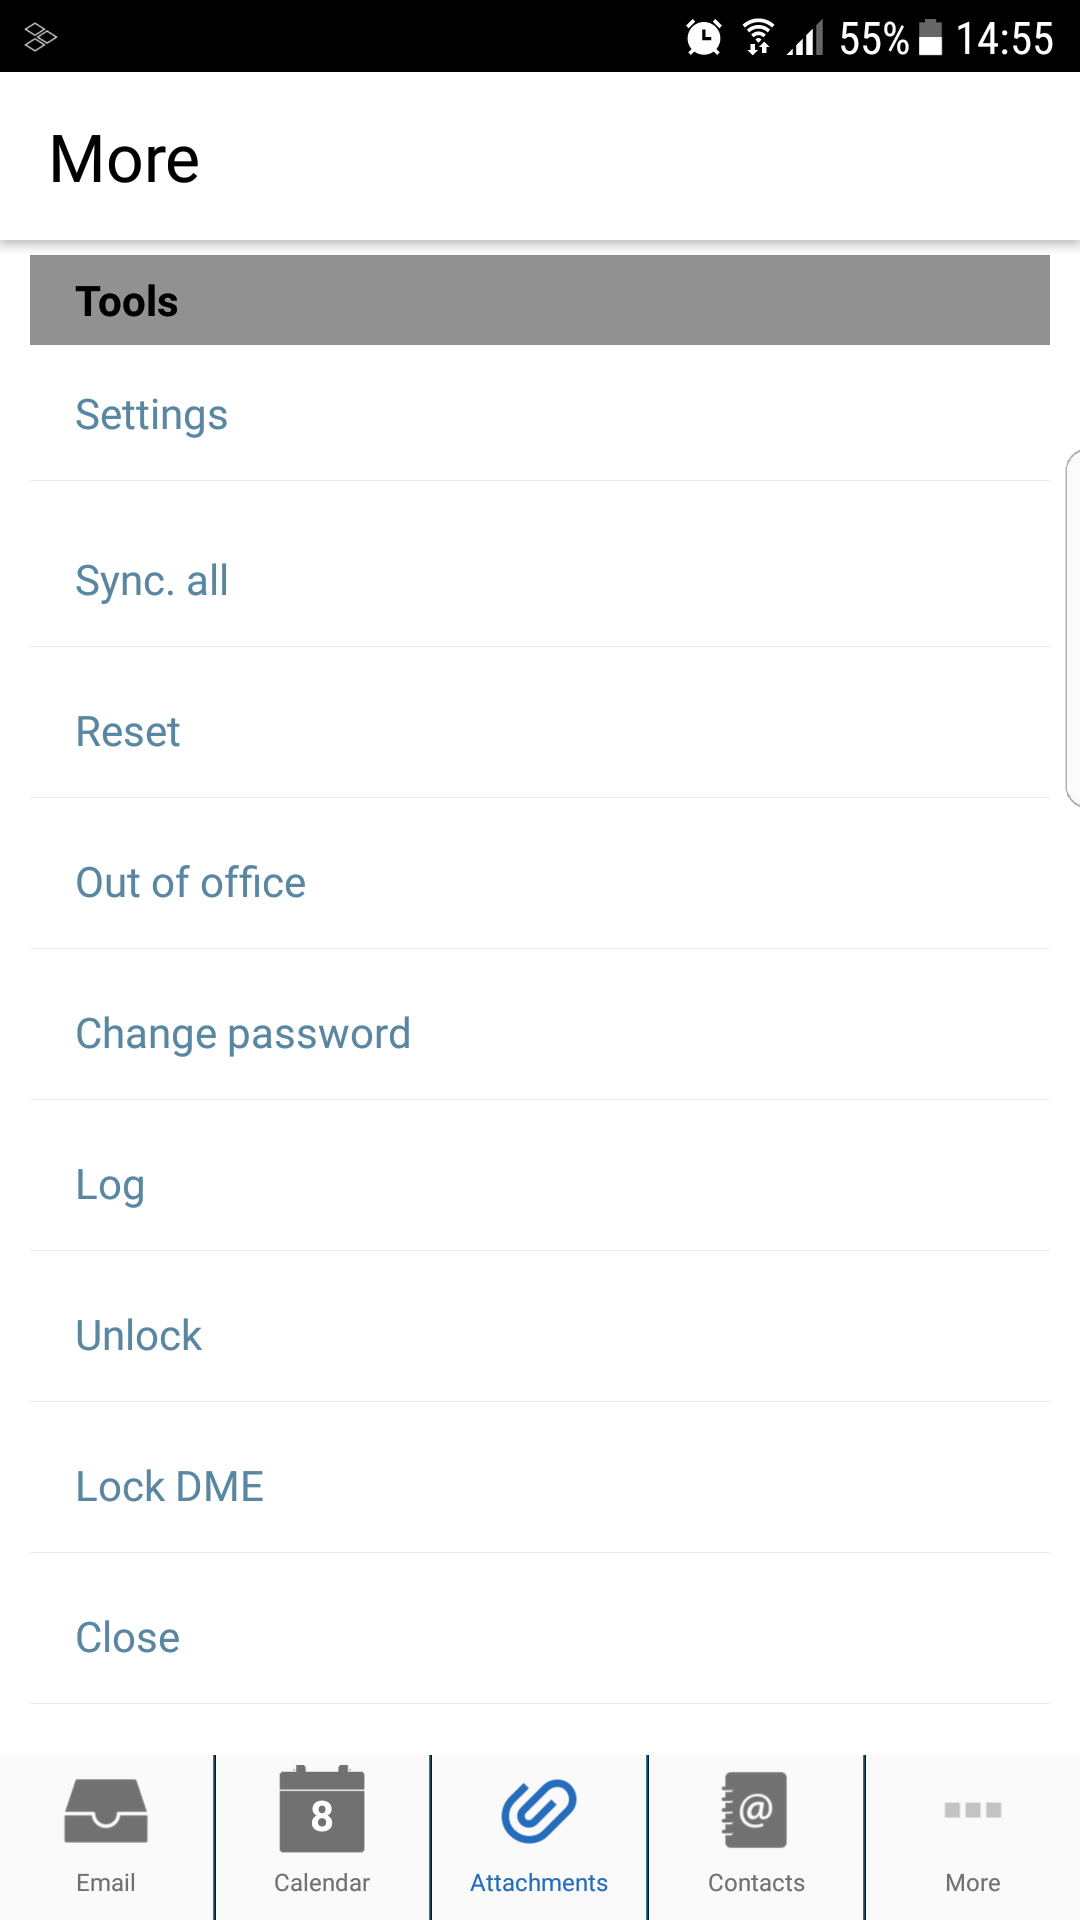 55% 14:55
More
Tools
Settings
Sync. all
Reset
Out of office
Change password
Log
Unlock
Lock DME
Close
8 @
Email Calendar Attachments Contacts More